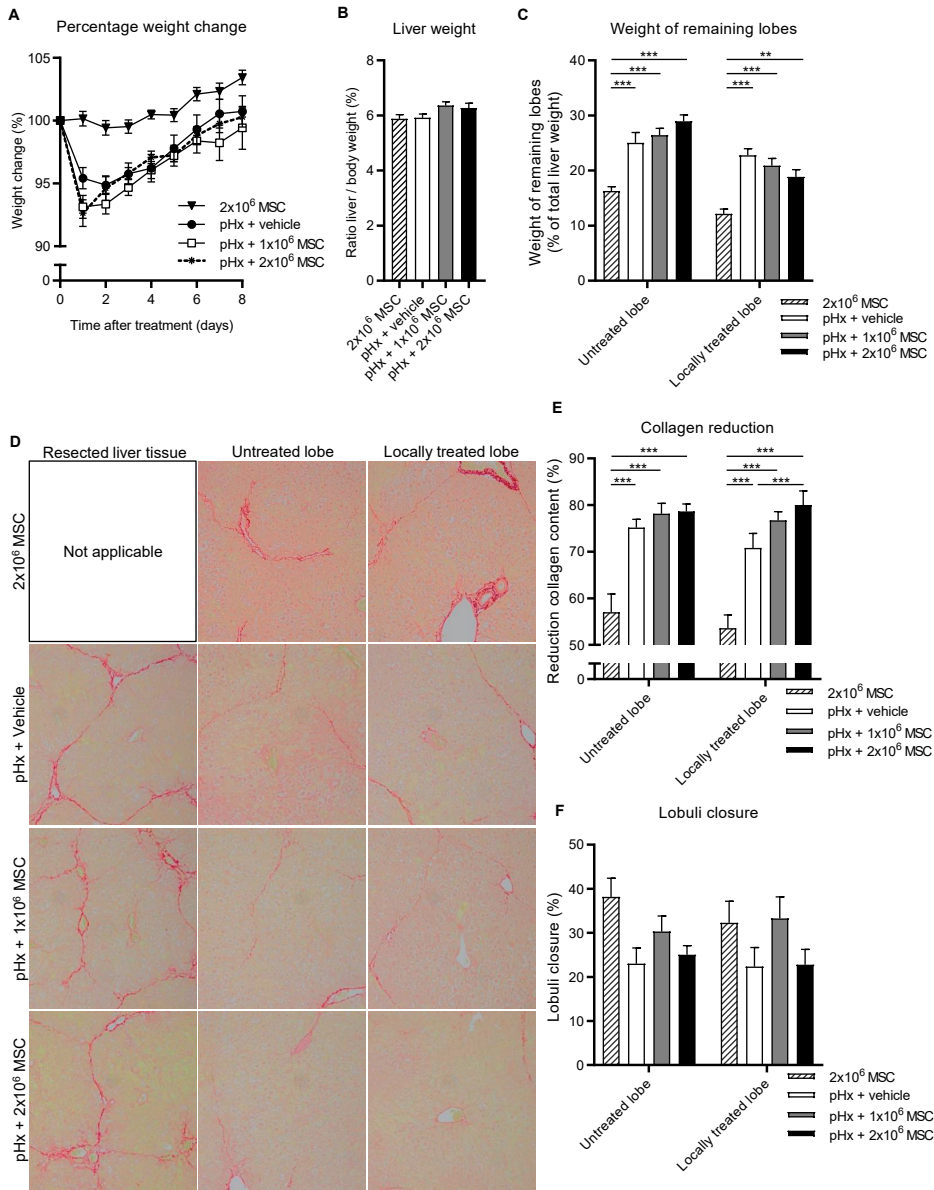 A
Percentage weight change
105
100
95
90
0
Weight change (%)
0 2 4 6 8
Time after treatment (days)
2x10⁶ MSC
pHx + vehicle
pHx + 1x10⁶ MSC
pHx + 2x10⁶ MSC
B
Liver weight
8
6
4
2
0
Ratio liver / body weight (%)
2x10⁶ MSC
pHx + vehicle
pHx + 1x10⁶ MSC
pHx + 2x10⁶ MSC
C
Weight of remaining lobes
40
30
20
10
0
Weight of remaining lobes
(% of total liver weight)
***
***
***
**
***
***
Untreated lobe
Locally treated lobe
2x10⁶ MSC
pHx + vehicle
pHx + 1x10⁶ MSC
pHx + 2x10⁶ MSC
D
Resected liver tissue
Untreated lobe
Locally treated lobe
2x10⁶ MSC
Not applicable
pHx + Vehicle
pHx + 1x10⁶ MSC
pHx + 2x10⁶ MSC
E
Collagen reduction
90
80
70
60
50
0
Reduction collagen content (%)
***
***
***
***
***
*** ***
Untreated lobe
Locally treated lobe
2x10⁶ MSC
pHx + vehicle
pHx + 1x10⁶ MSC
pHx + 2x10⁶ MSC
F
Lobuli closure
50
40
30
20
10
0
Lobuli closure (%)
Untreated lobe
Locally treated lobe
2x10⁶ MSC
pHx + vehicle
pHx + 1x10⁶ MSC
pHx + 2x10⁶ MSC